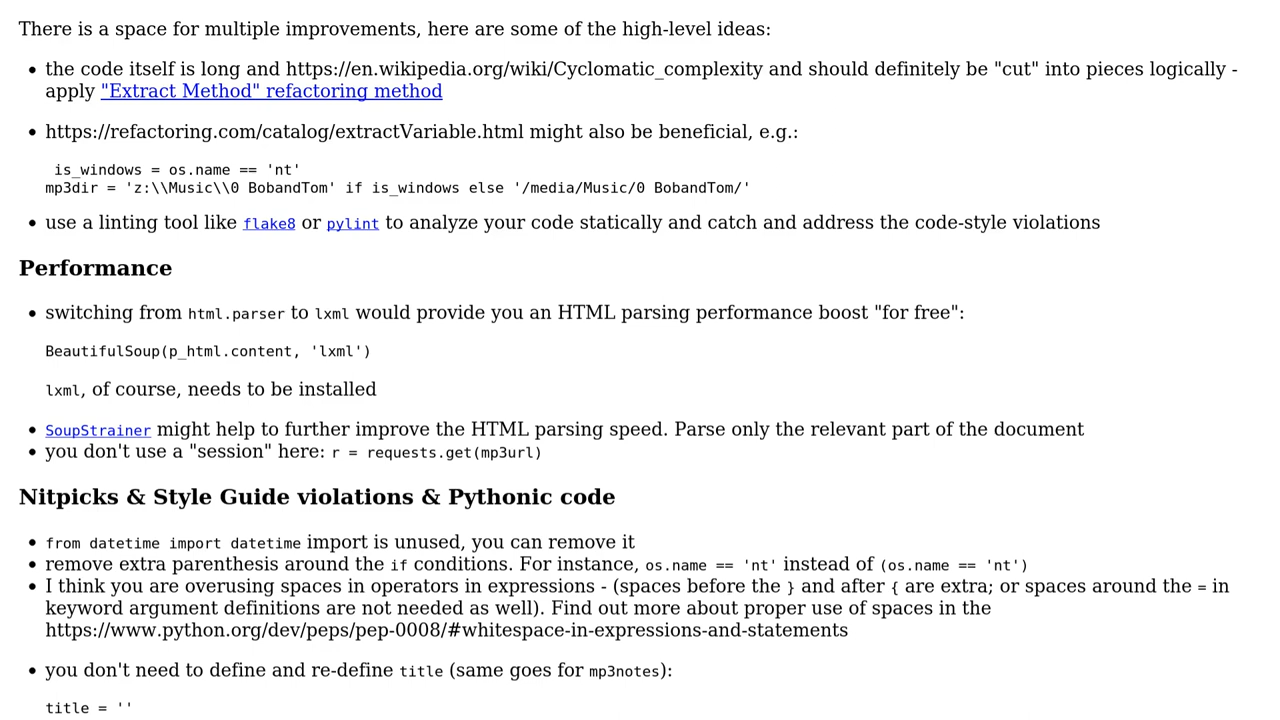 There is a space for multiple improvements, here are some of the high-level ideas:
• the code itself is long and https://en.wikipedia.org/wiki/Cyclomatic_complexity and should definitely be "cut" into pieces logically -
apply "Extract Method" refactoring method
• https://refactoring.com/catalog/extractVariable.html might also be beneficial, e.g.:
is_windows = os.name == 'nt'
mp3dir = 'z:\\Music\\0 BobandTom' if is_windows else '/media/Music/0 BobandTom/'
• use a linting tool like flake8 or pylint to analyze your code statically and catch and address the code-style violations
Performance
• switching from html.parser to lxml would provide you an HTML parsing performance boost "for free":
BeautifulSoup(p_html.content, 'lxml')
lxml, of course, needs to be installed
• SoupStrainer might help to further improve the HTML parsing speed. Parse only the relevant part of the document
• you don't use a "session" here: r = requests.get(mp3url)
Nitpicks & Style Guide violations & Pythonic code
• from datetime import datetime import is unused, you can remove it
• remove extra parenthesis around the if conditions. For instance, os.name == 'nt' instead of (os.name == 'nt')
• I think you are overusing spaces in operators in expressions - (spaces before the } and after { are extra; or spaces around the = in
keyword argument definitions are not needed as well). Find out more about proper use of spaces in the
https://www.python.org/dev/peps/pep-0008/#whitespace-in-expressions-and-statements
• you don't need to define and re-define title (same goes for mp3notes):
title = ''